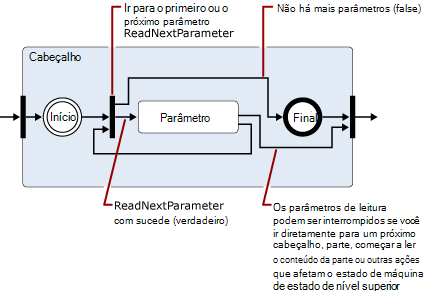 Ir para o primeiro ou o
próximo parâmetro
ReadNextParameter
Não há mais parâmetros (false)
Cabeçalho
Início
Parâmetro
Final
ReadNextParameter
com sucede (verdadeiro)
Os parâmetros de leitura
podem ser interrompidos se você
ir diretamente para um próximo
cabeçalho, parte, começar a ler
o conteúdo da parte ou outras ações
que afetam o estado de máquina
de estado de nível superior